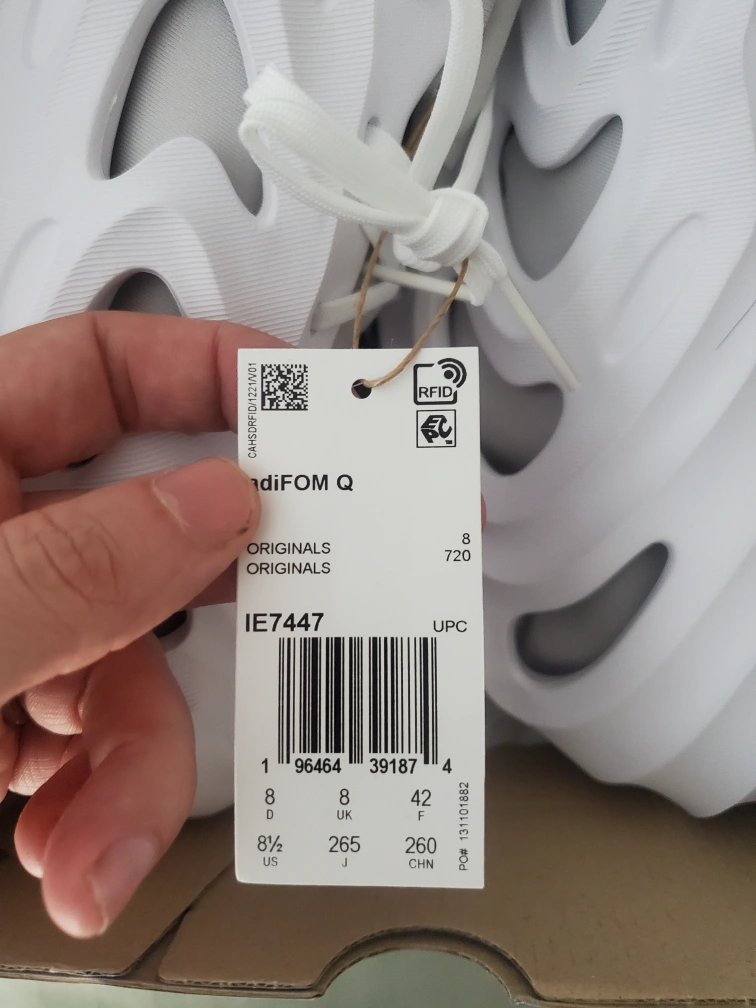 CAHSDRFID/1221/V01
RFID
EPC
adiFOM Q
8
ORIGINALS 720
ORIGINALS
IE7447 UPC
1 96464 39187 4
8 8 42
D UK F
8½ 265 260
US J CHN
PO# 131101882